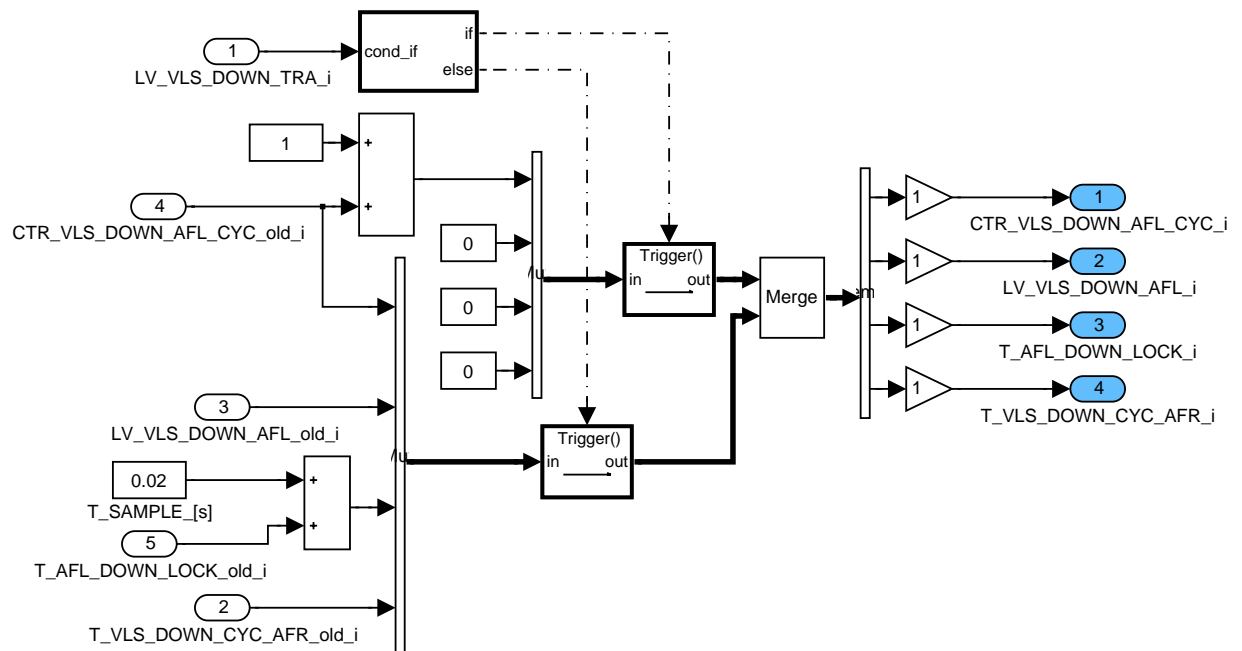 if
1
cond_if
else
LV_VLS_DOWN_TRA_i
1
+
4
+
CTR_VLS_DOWN_AFL_CYC_old_i
0
0
0
Trigger()
in
out
Merge
1
1
CTR_VLS_DOWN_AFL_CYC_i
1
2
LV_VLS_DOWN_AFL_i
1
3
T_AFL_DOWN_LOCK_i
1
4
T_VLS_DOWN_CYC_AFR_i
3
LV_VLS_DOWN_AFL_old_i
Trigger()
in
out
0.02
+
T_SAMPLE_[s]
+
5
T_AFL_DOWN_LOCK_old_i
2
T_VLS_DOWN_CYC_AFR_old_i